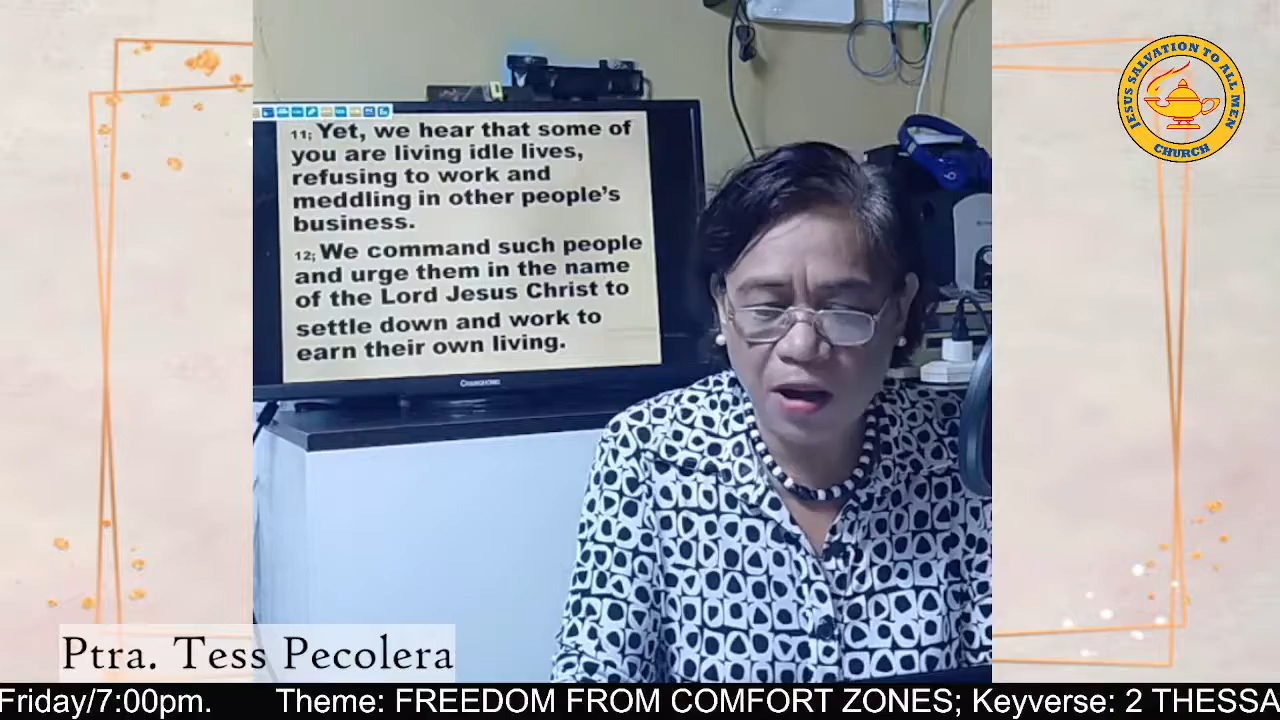 11; Yet, we hear that some of
you are living idle lives,
refusing to work and
meddling in other people's
business.
12; We command such people
and urge them in the name
of the Lord Jesus Christ to
settle down and work to
earn their own living.
CHANGHONG
JESUS SALVATION TO ALL MEN
CHURCH
Ptra. Tess Pecolera
Friday/7:00pm. Theme: FREEDOM FROM COMFORT ZONES; Keyverse: 2 THESSA